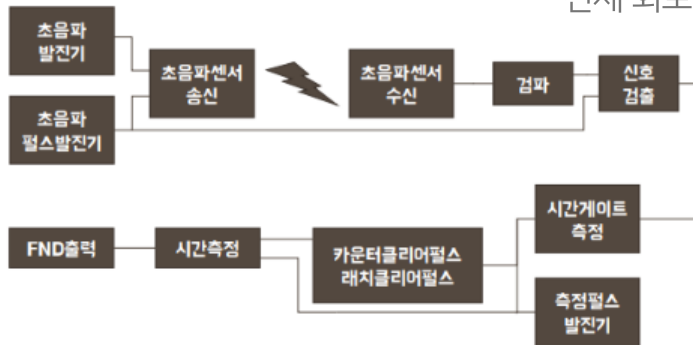 초음파
발진기
초음파센서
송신
초음파센서
수신
검파
신호
검출
초음파
펄스발진기
시간게이트
측정
FND출력
시간측정
카운터클리어펄스
래치클리어펄스
측정펄스
발진기